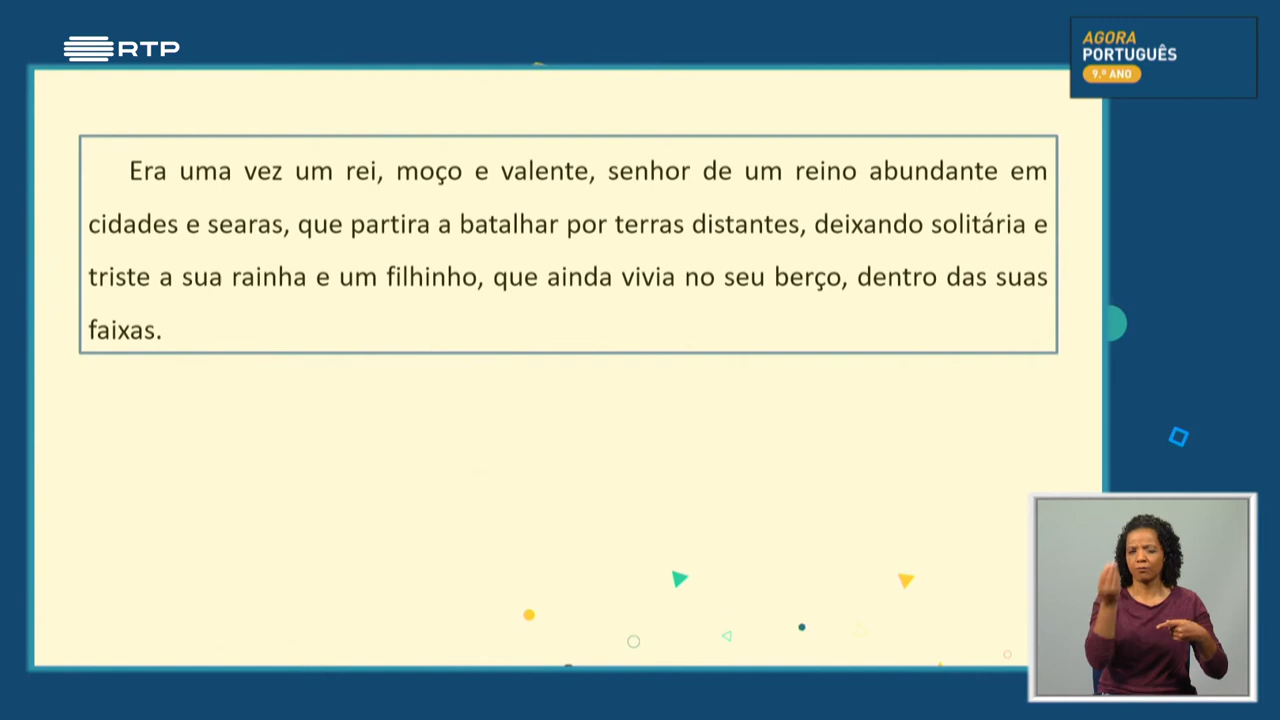 RTP
AGORA
PORTUGUÊS
9.º ANO
Era uma vez um rei, moço e valente, senhor de um reino abundante em
cidades e searas, que partira a batalhar por terras distantes, deixando solitária e
triste a sua rainha e um filhinho, que ainda vivia no seu berço, dentro das suas
faixas.